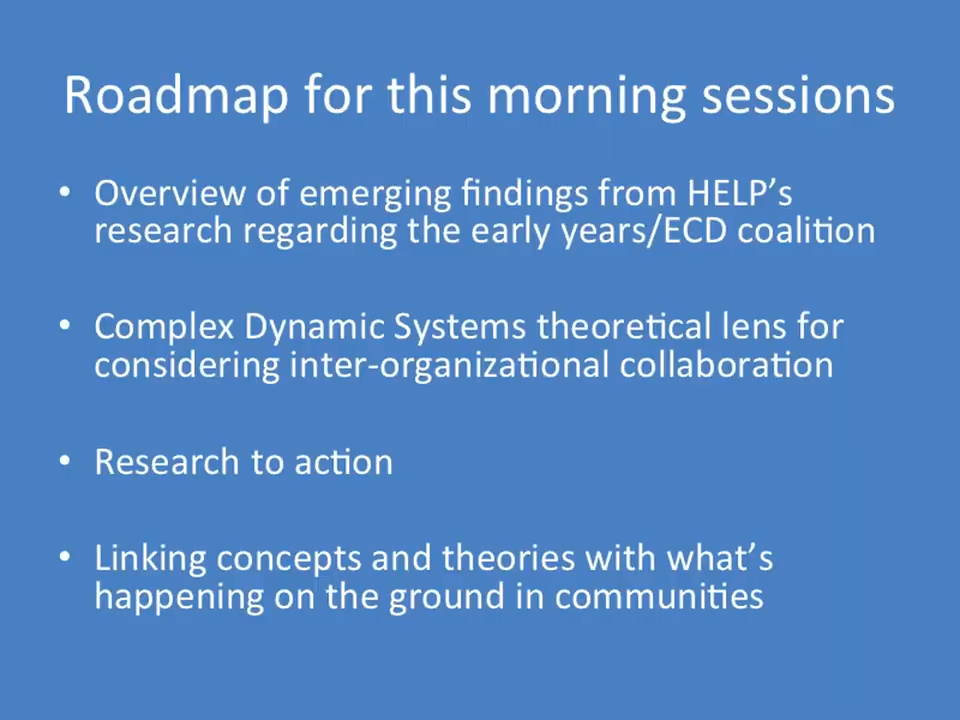 Roadmap for this morning sessions
• Overview of emerging findings from HELP’s
research regarding the early years/ECD coalition
• Complex Dynamic Systems theoretical lens for
considering inter-organizational collaboration
• Research to action
• Linking concepts and theories with what’s
happening on the ground in communities